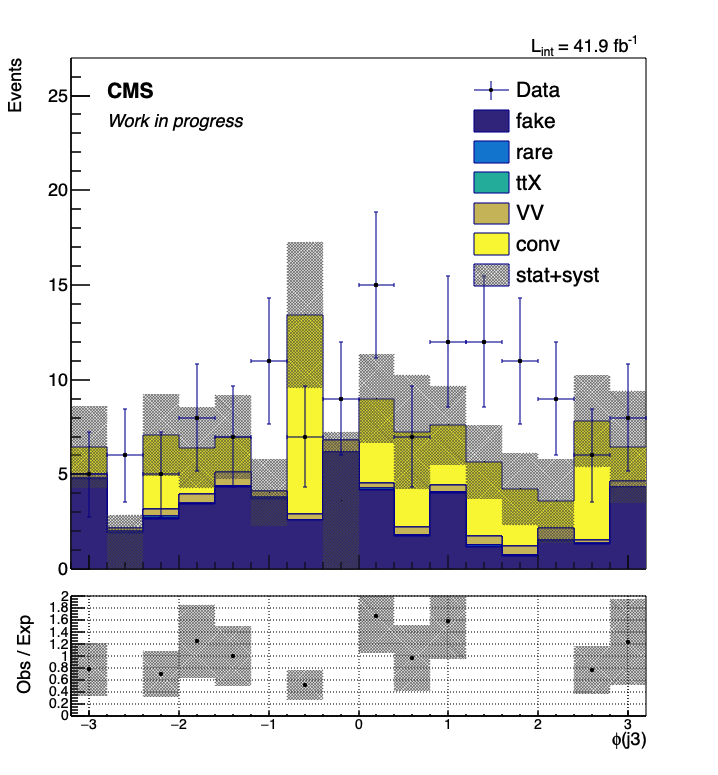 L_int = 41.9 fb⁻¹
Events
CMS
Work in progress
Data
fake
rare
ttX
VV
conv
stat+syst
25
20
15
10
5
0
Obs / Exp
2
1.8
1.6
1.4
1.2
1
0.8
0.6
0.4
0.2
0
−3 −2 −1 0 1 2 3
ϕ(j3)